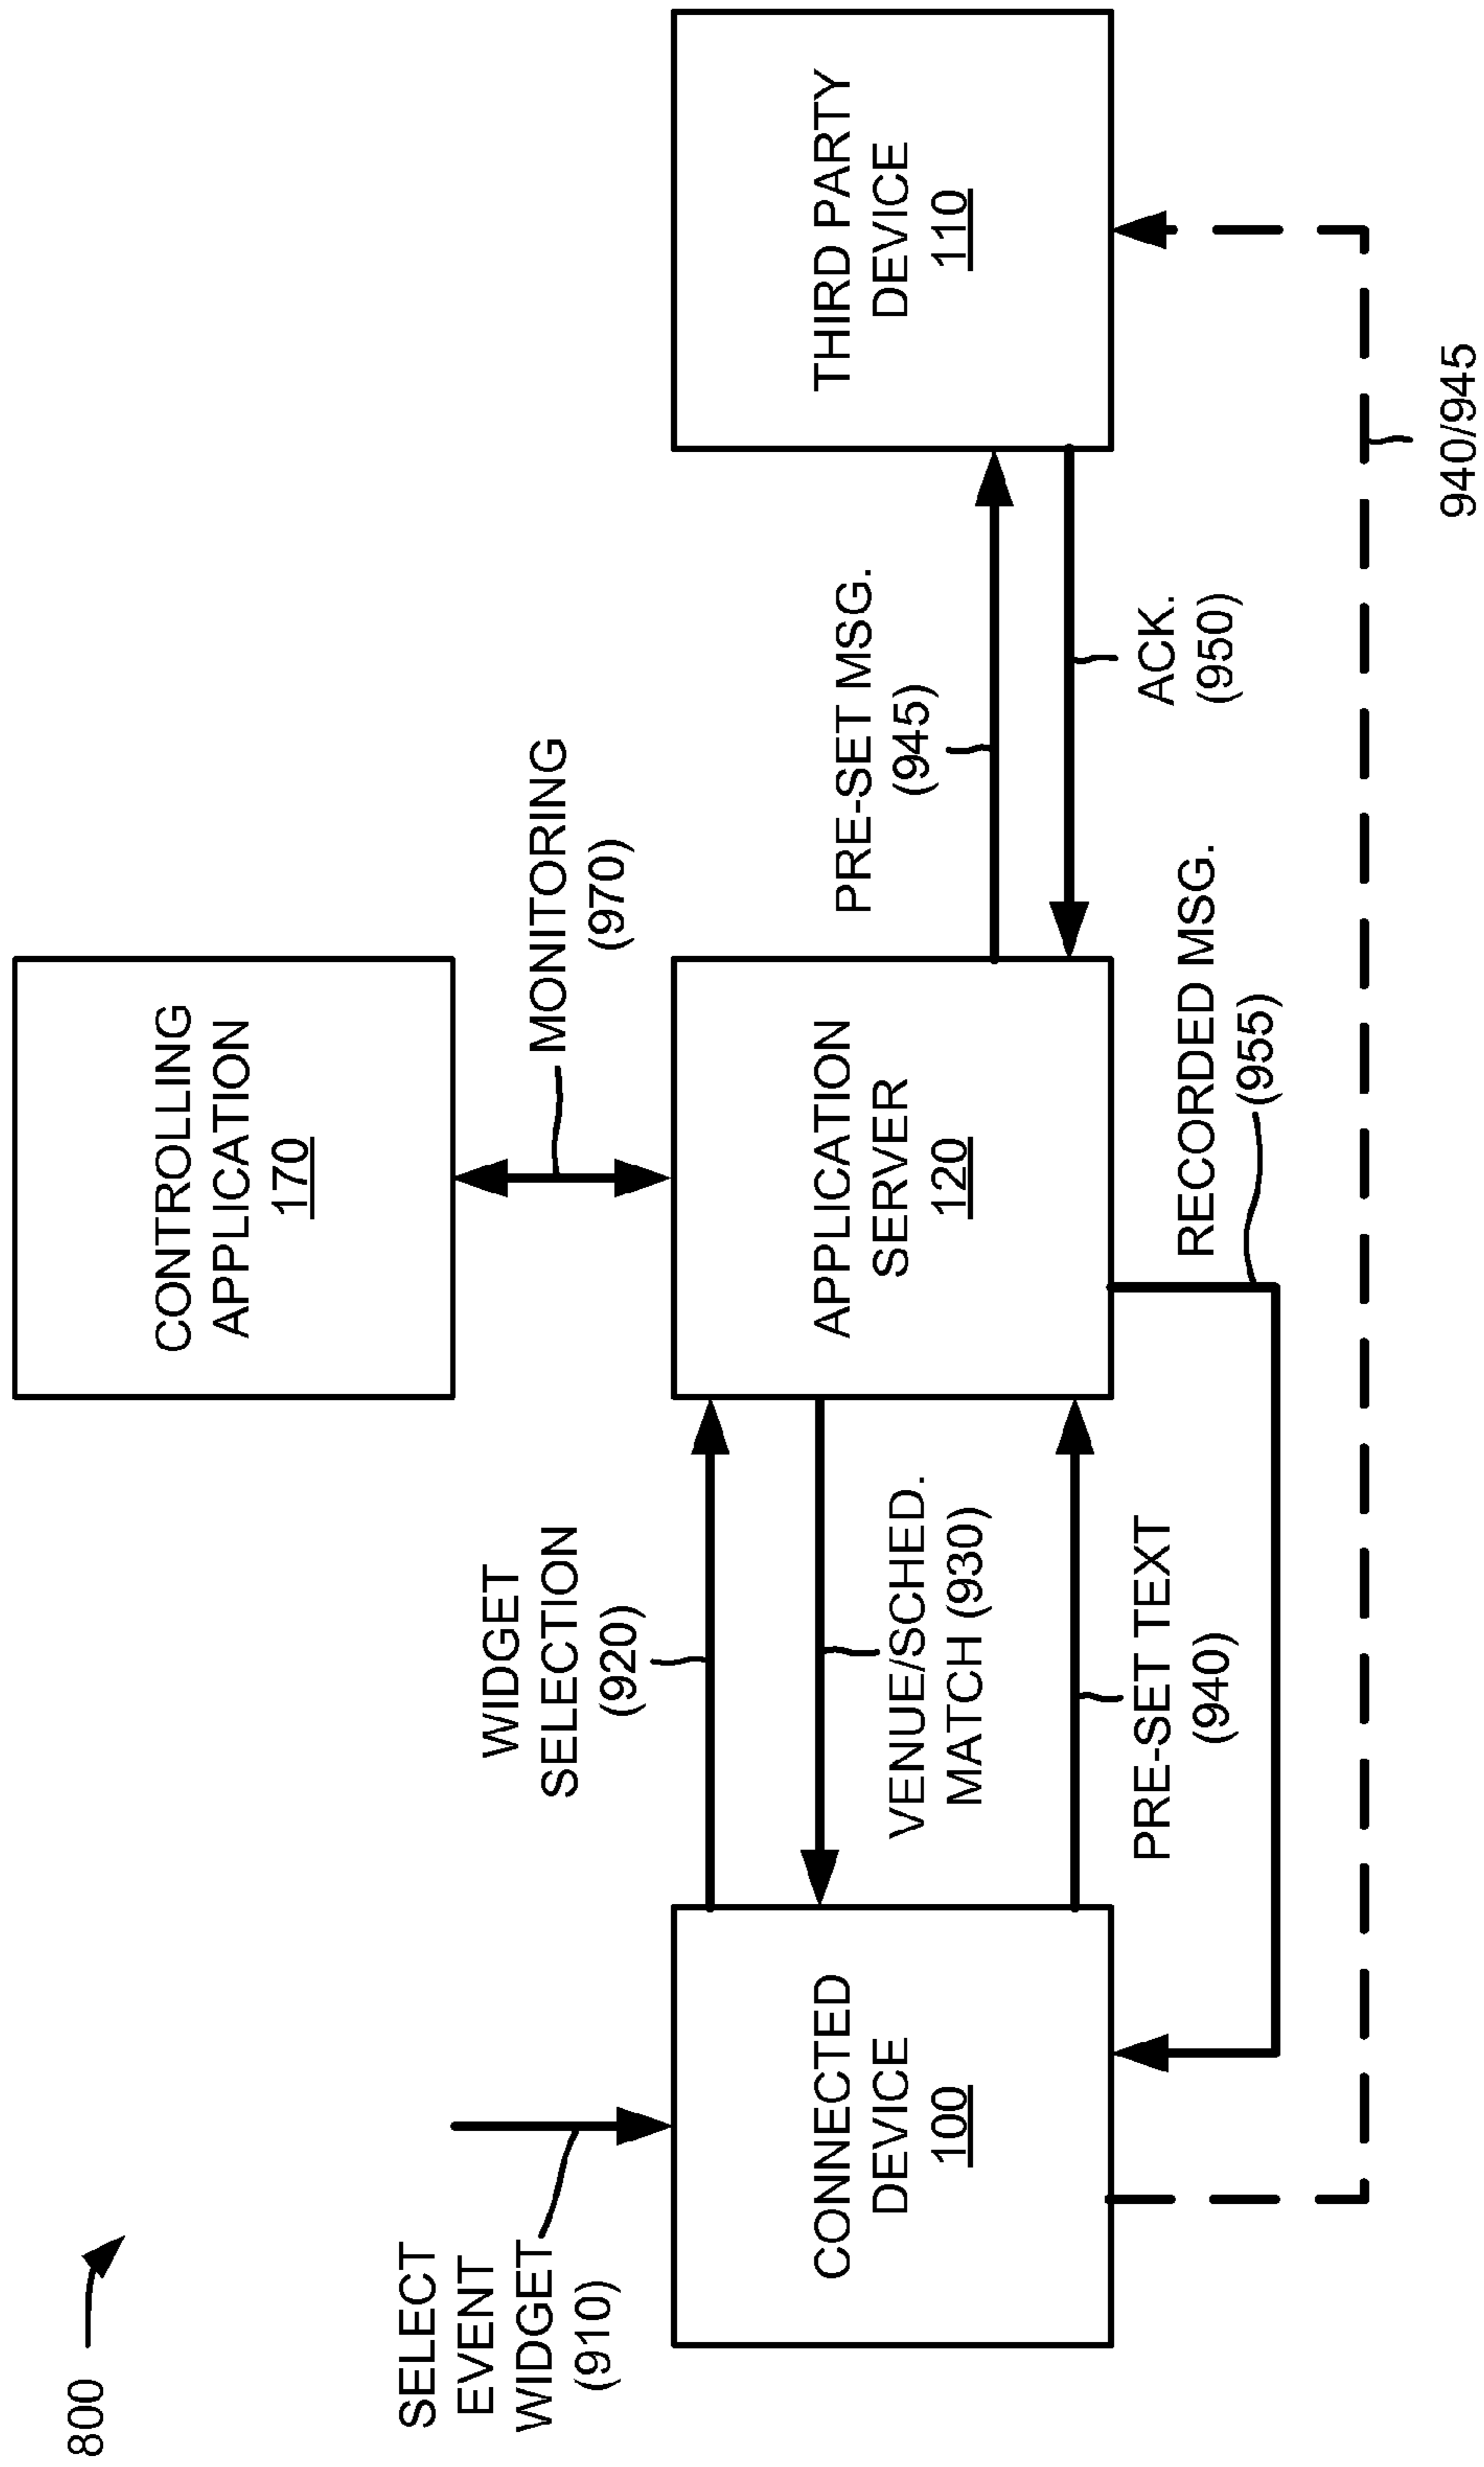 800
SELECT
EVENT
WIDGET
(910)
CONTROLLING
APPLICATION
170
MONITORING
(970)
WIDGET
SELECTION
(920)
CONNECTED
DEVICE
100
VENUE/SCHED.
MATCH (930)
APPLICATION
SERVER
120
PRE-SET MSG.
(945)
THIRD PARTY
DEVICE
110
PRE-SET TEXT
(940)
RECORDED MSG.
(955)
ACK.
(950)
940/945